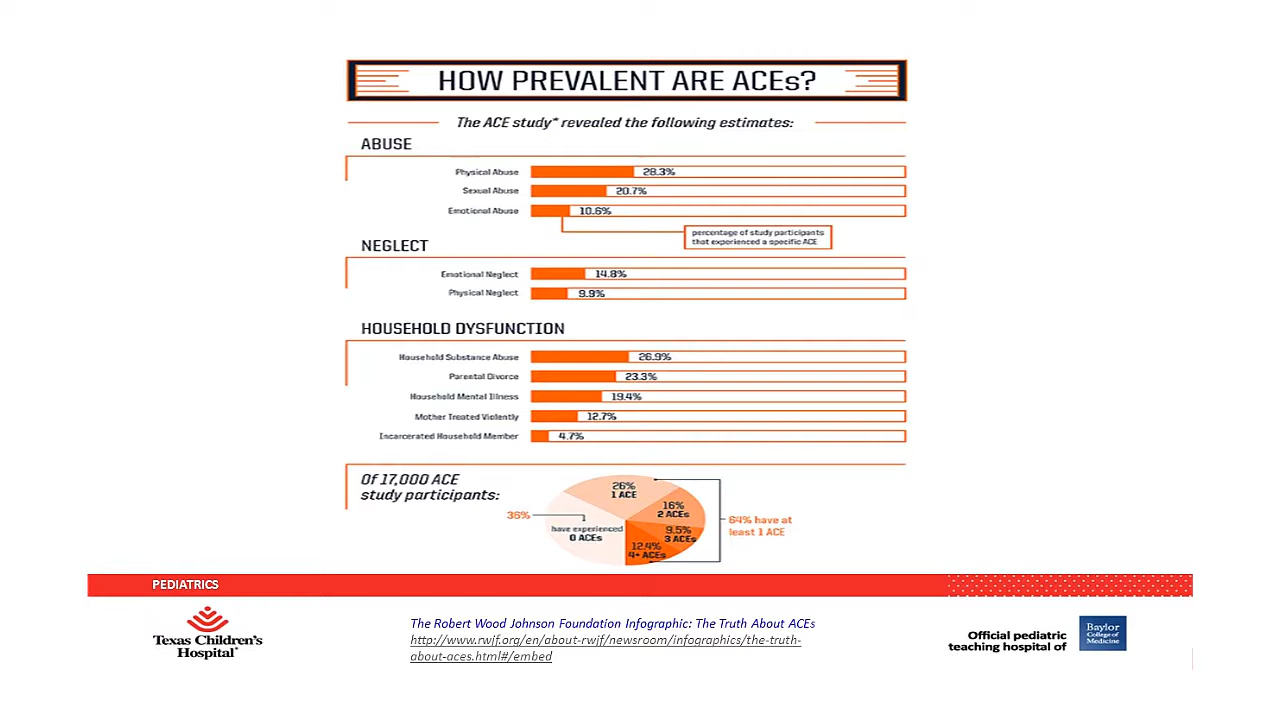 HOW PREVALENT ARE ACEs?
The ACE study* revealed the following estimates:
ABUSE
Physical Abuse 28.3%
Sexual Abuse 20.7%
Emotional Abuse 10.6%
percentage of study participants
that experienced a specific ACE
NEGLECT
Emotional Neglect 14.8%
Physical Neglect 9.9%
HOUSEHOLD DYSFUNCTION
Household Substance Abuse 26.9%
Parental Divorce 23.3%
Household Mental Illness 19.4%
Mother Treated Violently 12.7%
Incarcerated Household Member 4.7%
Of 17,000 ACE
study participants:
36%
have experienced
0 ACEs
26%
1 ACE
16%
2 ACEs
9.5%
3 ACEs
12.4%
4+ ACEs
64% have at
least 1 ACE
PEDIATRICS
Texas Children's
Hospital®
The Robert Wood Johnson Foundation Infographic: The Truth About ACEs
http://www.rwjf.org/en/about-rwjf/newsroom/infographics/the-truth-
about-aces.html#/embed
Official pediatric
teaching hospital of
Baylor
College of
Medicine